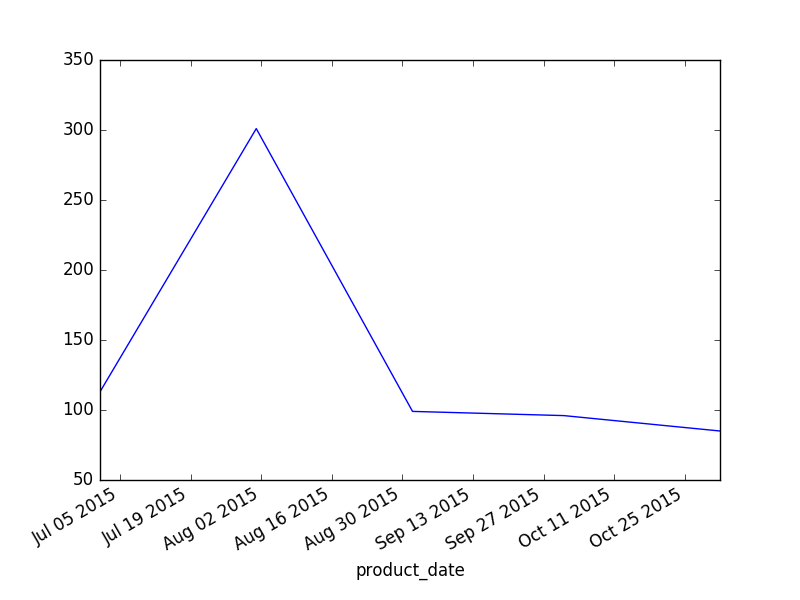 350
300
250
200
150
100
50
Jul 05 2015
Jul 19 2015
Aug 02 2015
Aug 16 2015
Aug 30 2015
Sep 13 2015
Sep 27 2015
Oct 11 2015
Oct 25 2015
product_date